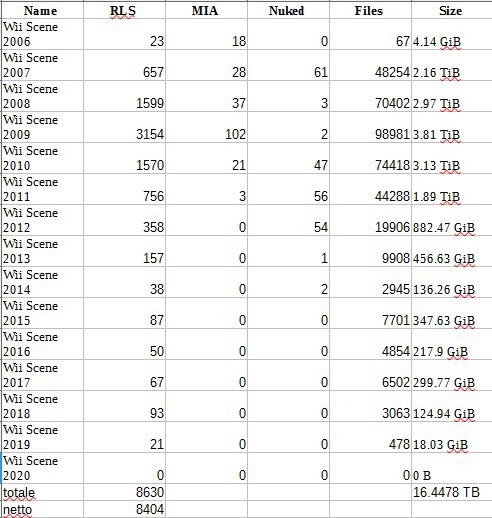 Name RLS MIA Nuked Files Size
Wii Scene
2006 23 18 0 67 4.14 GiB
Wii Scene
2007 657 28 61 48254 2.16 TiB
Wii Scene
2008 1599 37 3 70402 2.97 TiB
Wii Scene
2009 3154 102 2 98981 3.81 TiB
Wii Scene
2010 1570 21 47 74418 3.13 TiB
Wii Scene
2011 756 3 56 44288 1.89 TiB
Wii Scene
2012 358 0 54 19906 882.47 GiB
Wii Scene
2013 157 0 1 9908 456.63 GiB
Wii Scene
2014 38 0 2 2945 136.26 GiB
Wii Scene
2015 87 0 0 7701 347.63 GiB
Wii Scene
2016 50 0 0 4854 217.9 GiB
Wii Scene
2017 67 0 0 6502 299.77 GiB
Wii Scene
2018 93 0 0 3063 124.94 GiB
Wii Scene
2019 21 0 0 478 18.03 GiB
Wii Scene
2020 0 0 0 0 0 B
totale 8630 16.4478 TB
netto 8404